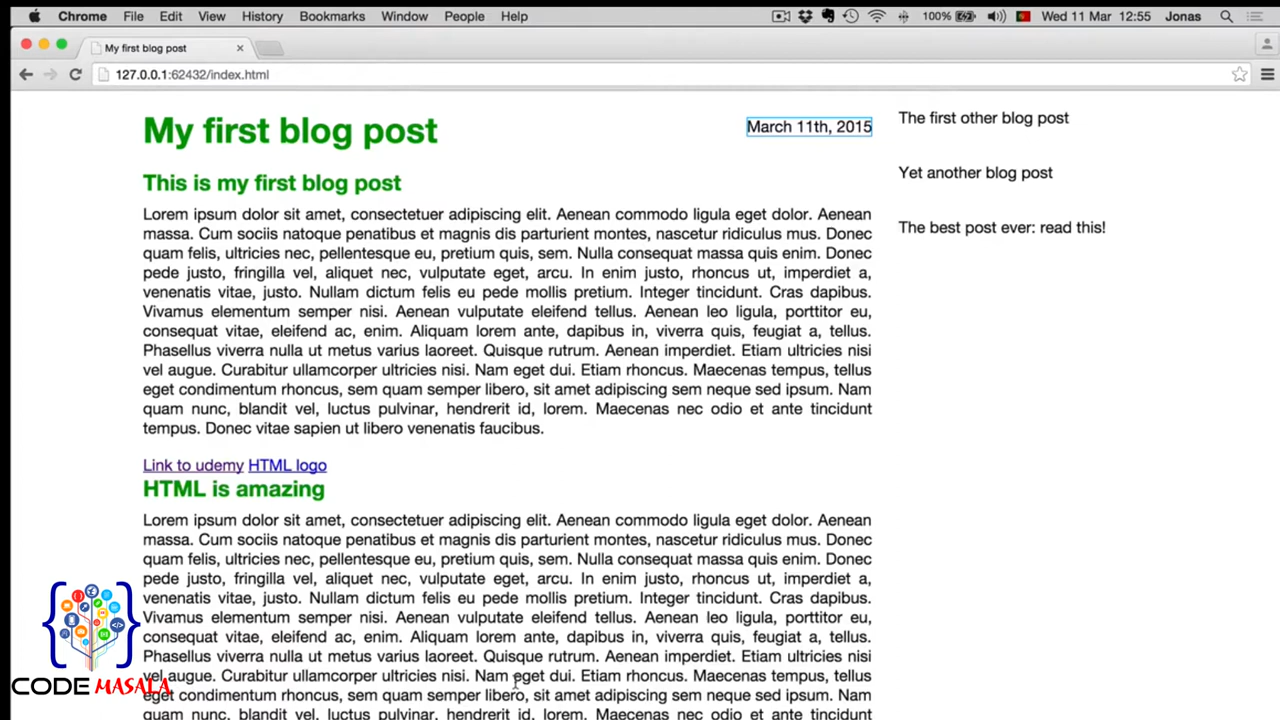 Chrome File Edit View History Bookmarks Window People Help 100% Wed 11 Mar 12:55 Jonas
My first blog post
127.0.0.1:62432/index.html
My first blog post
March 11th, 2015
This is my first blog post
Lorem ipsum dolor sit amet, consectetuer adipiscing elit. Aenean commodo ligula eget dolor. Aenean
massa. Cum sociis natoque penatibus et magnis dis parturient montes, nascetur ridiculus mus. Donec
quam felis, ultricies nec, pellentesque eu, pretium quis, sem. Nulla consequat massa quis enim. Donec
pede justo, fringilla vel, aliquet nec, vulputate eget, arcu. In enim justo, rhoncus ut, imperdiet a,
venenatis vitae, justo. Nullam dictum felis eu pede mollis pretium. Integer tincidunt. Cras dapibus.
Vivamus elementum semper nisi. Aenean vulputate eleifend tellus. Aenean leo ligula, porttitor eu,
consequat vitae, eleifend ac, enim. Aliquam lorem ante, dapibus in, viverra quis, feugiat a, tellus.
Phasellus viverra nulla ut metus varius laoreet. Quisque rutrum. Aenean imperdiet. Etiam ultricies nisi
vel augue. Curabitur ullamcorper ultricies nisi. Nam eget dui. Etiam rhoncus. Maecenas tempus, tellus
eget condimentum rhoncus, sem quam semper libero, sit amet adipiscing sem neque sed ipsum. Nam
quam nunc, blandit vel, luctus pulvinar, hendrerit id, lorem. Maecenas nec odio et ante tincidunt
tempus. Donec vitae sapien ut libero venenatis faucibus.
Link to udemy HTML logo
HTML is amazing
Lorem ipsum dolor sit amet, consectetuer adipiscing elit. Aenean commodo ligula eget dolor. Aenean
massa. Cum sociis natoque penatibus et magnis dis parturient montes, nascetur ridiculus mus. Donec
quam felis, ultricies nec, pellentesque eu, pretium quis, sem. Nulla consequat massa quis enim. Donec
pede justo, fringilla vel, aliquet nec, vulputate eget, arcu. In enim justo, rhoncus ut, imperdiet a,
venenatis vitae, justo. Nullam dictum felis eu pede mollis pretium. Integer tincidunt. Cras dapibus.
Vivamus elementum semper nisi. Aenean vulputate eleifend tellus. Aenean leo ligula, porttitor eu,
consequat vitae, eleifend ac, enim. Aliquam lorem ante, dapibus in, viverra quis, feugiat a, tellus.
Phasellus viverra nulla ut metus varius laoreet. Quisque rutrum. Aenean imperdiet. Etiam ultricies nisi
vel augue. Curabitur ullamcorper ultricies nisi. Nam eget dui. Etiam rhoncus. Maecenas tempus, tellus
eget condimentum rhoncus, sem quam semper libero, sit amet adipiscing sem neque sed ipsum. Nam
quam nunc, blandit vel, luctus pulvinar, hendrerit id, lorem. Maecenas nec odio et ante tincidunt
The first other blog post
Yet another blog post
The best post ever: read this!
CODE MASALA